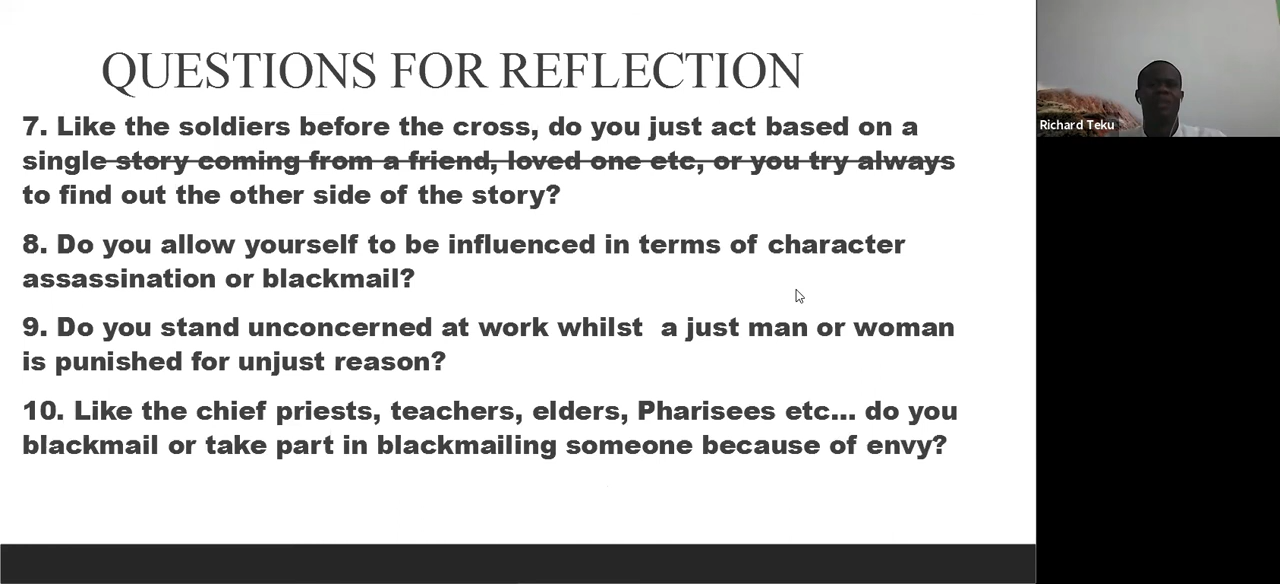 QUESTIONS FOR REFLECTION
7. Like the soldiers before the cross, do you just act based on a
single story coming from a friend, loved one etc, or you try always
to find out the other side of the story?
8. Do you allow yourself to be influenced in terms of character
assassination or blackmail?
9. Do you stand unconcerned at work whilst  a just man or woman
is punished for unjust reason?
10. Like the chief priests, teachers, elders, Pharisees etc... do you
blackmail or take part in blackmailing someone because of envy?
Richard Teku